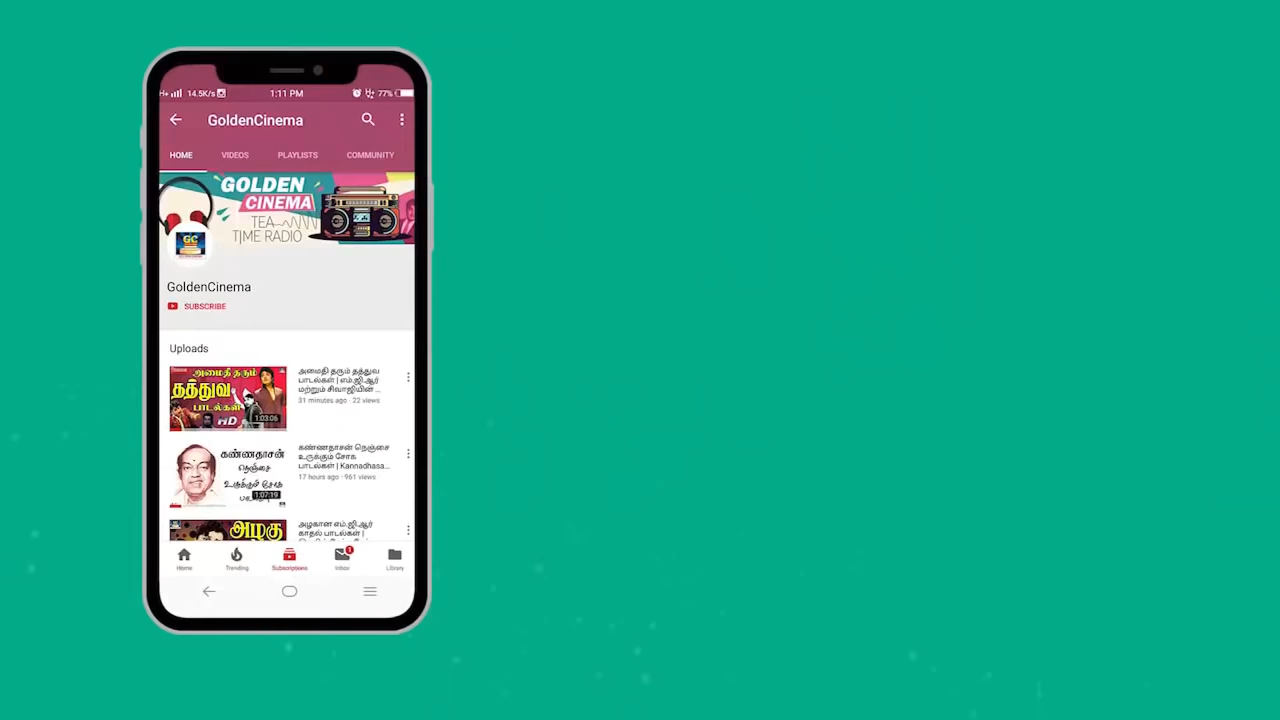 H+ 14.5K/s 1:11 PM 77%
GoldenCinema
HOME VIDEOS PLAYLISTS COMMUNITY
GOLDEN
CINEMA
TEA
TIME RADIO
GC
GoldenCinema
SUBSCRIBE
Uploads
அமைதி தரும்
தத்துவ
பாடல்கள்
HD
1:03:06
அமைதி தரும் தத்துவ
பாடல்கள் | எம்.ஜி.ஆர்
மற்றும் சிவாஜியின் ...
31 minutes ago · 22 views
கண்ணதாசன்
நெஞ்சை
உருக்கும் சோக
1:07:19
கண்ணதாசன் நெஞ்சை
உருக்கும் சோக
பாடல்கள் | Kannadhasa...
17 hours ago · 961 views
அழகு
அழகான எம்.ஜி.ஆர்
காதல் பாடல்கள் |
Home Trending Subscriptions Inbox Library
1